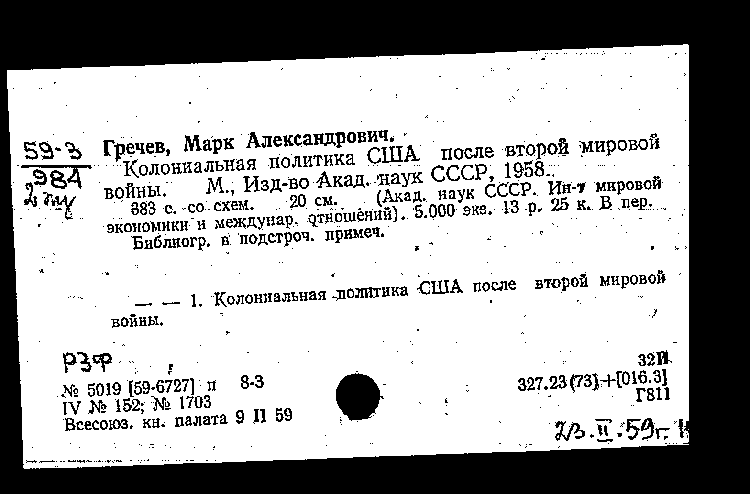 59-3
984
Гречев, Марк Александрович.
Колониальная политика США после второй мировой
войны. М., Изд-во Акад. наук СССР, 1958.
383 с. со схем. 20 см. (Акад. наук СССР. Ин-т мировой
экономики и междунар. отношений). 5.000 экз. 13 р. 25 к. В пер.
Библиогр. в подстроч. примеч.
— — 1. Колониальная политика США после второй мировой
войны.
РЗФ
№ 5019 [59-6727] п 8-3
IV № 152; № 1703
Всесоюз. кн. палата 9 II 59
32И
327.23(73)+[016.3]
Г811
23.II.59г.